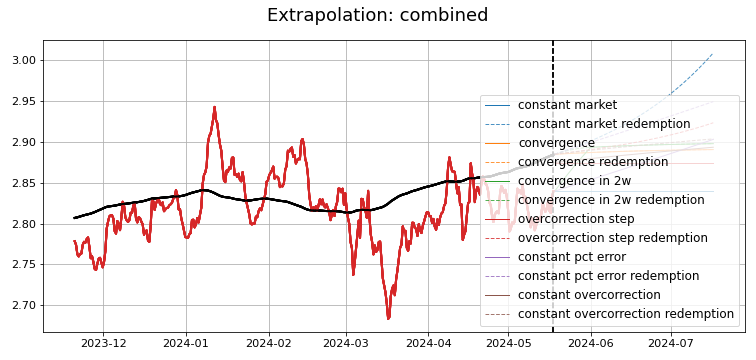 Extrapolation: combined
3.00
2.95
2.90
2.85
2.80
2.75
2.70
constant market
constant market redemption
convergence
convergence redemption
convergence in 2w
convergence in 2w redemption
overcorrection step
overcorrection step redemption
constant pct error
constant pct error redemption
constant overcorrection
constant overcorrection redemption
2023-12 2024-01 2024-02 2024-03 2024-04 2024-05 2024-06 2024-07